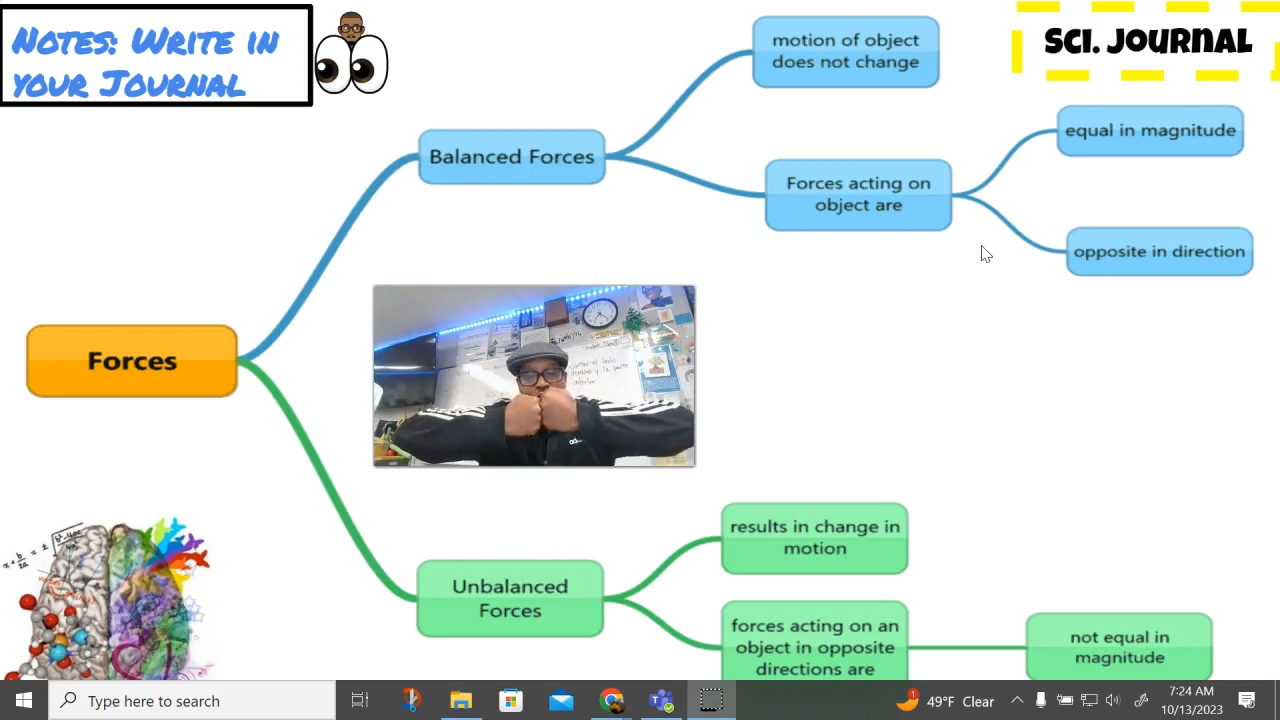 Notes: Write in
your Journal
Sci. Journal
motion of object
does not change
equal in magnitude
Balanced Forces
Forces acting on
object are
opposite in direction
Forces
results in change in
motion
Unbalanced
Forces
forces acting on an
object in opposite
directions are
not equal in
magnitude
Type here to search
1
49°F Clear
7:24 AM
10/13/2023